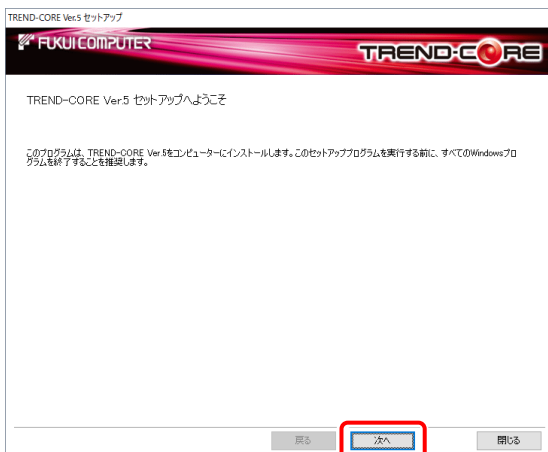 TREND-CORE Ver.5 セットアップ
FUKUI COMPUTER
TREND-CORE
TREND-CORE Ver.5 セットアップへようこそ
このプログラムは、TREND-CORE Ver.5をコンピューターにインストールします。このセットアッププログラムを実行する前に、すべてのWindowsプロ
グラムを終了することを推奨します。
戻る
次へ
閉じる